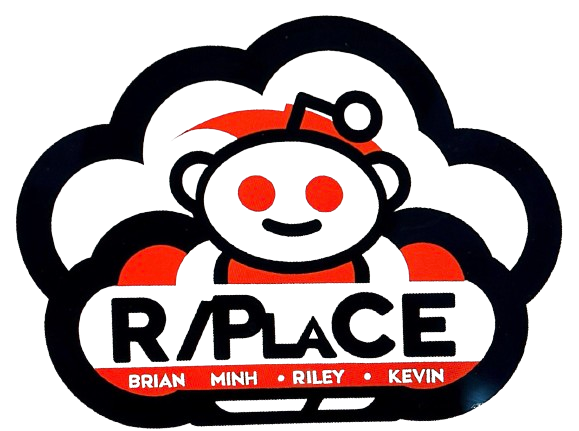 R/PLACE
BRIAN MINH • RILEY • KEVIN